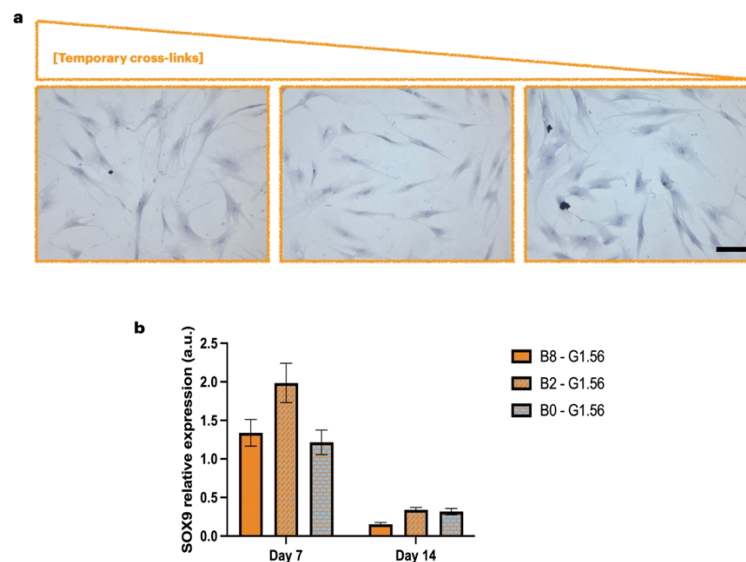 a
[Temporary cross-links]
b
SOX9 relative expression (a.u.)
2.5
2.0
1.5
1.0
0.5
0.0
Day 7
Day 14
B8 - G1.56
B2 - G1.56
B0 - G1.56